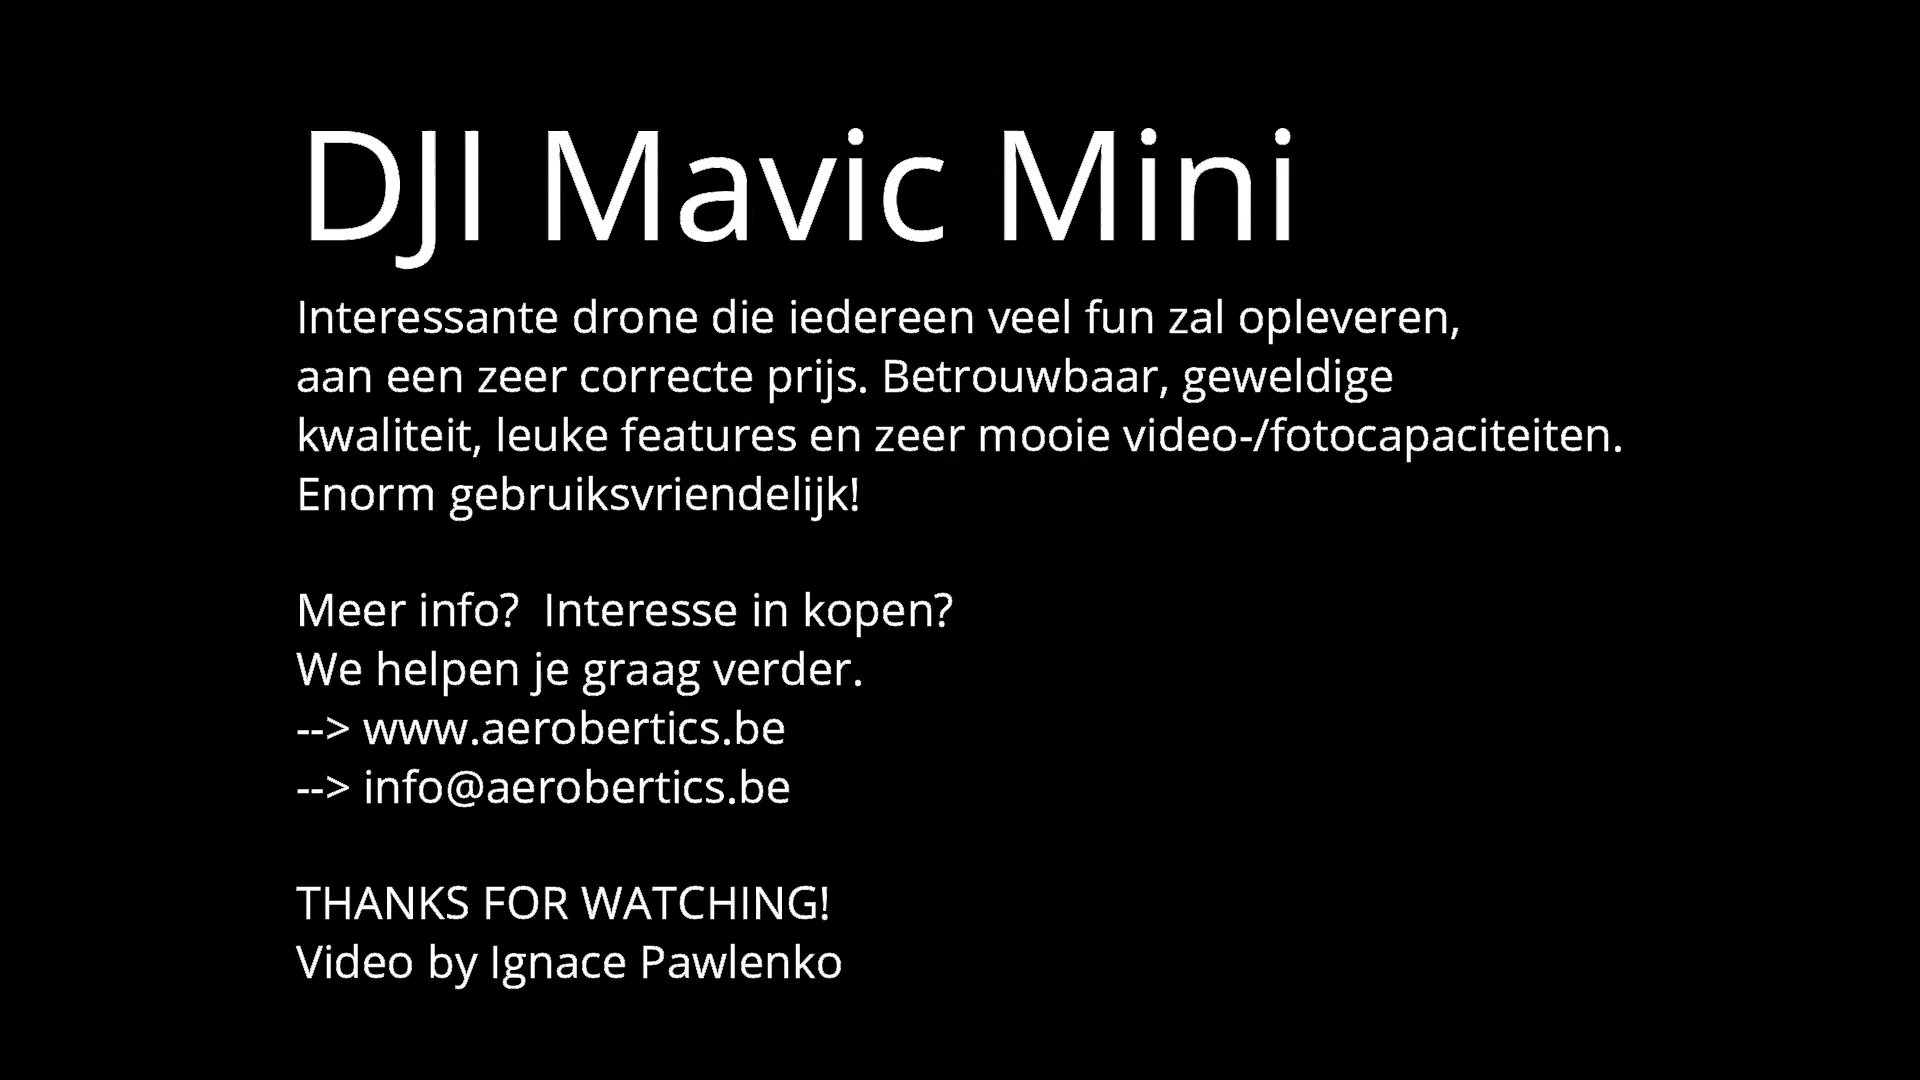 DJI Mavic Mini
Interessante drone die iedereen veel fun zal opleveren,
aan een zeer correcte prijs. Betrouwbaar, geweldige
kwaliteit, leuke features en zeer mooie video-/fotocapaciteiten.
Enorm gebruiksvriendelijk!
Meer info?  Interesse in kopen?
We helpen je graag verder.
--> www.aerobertics.be
--> info@aerobertics.be
THANKS FOR WATCHING!
Video by Ignace Pawlenko